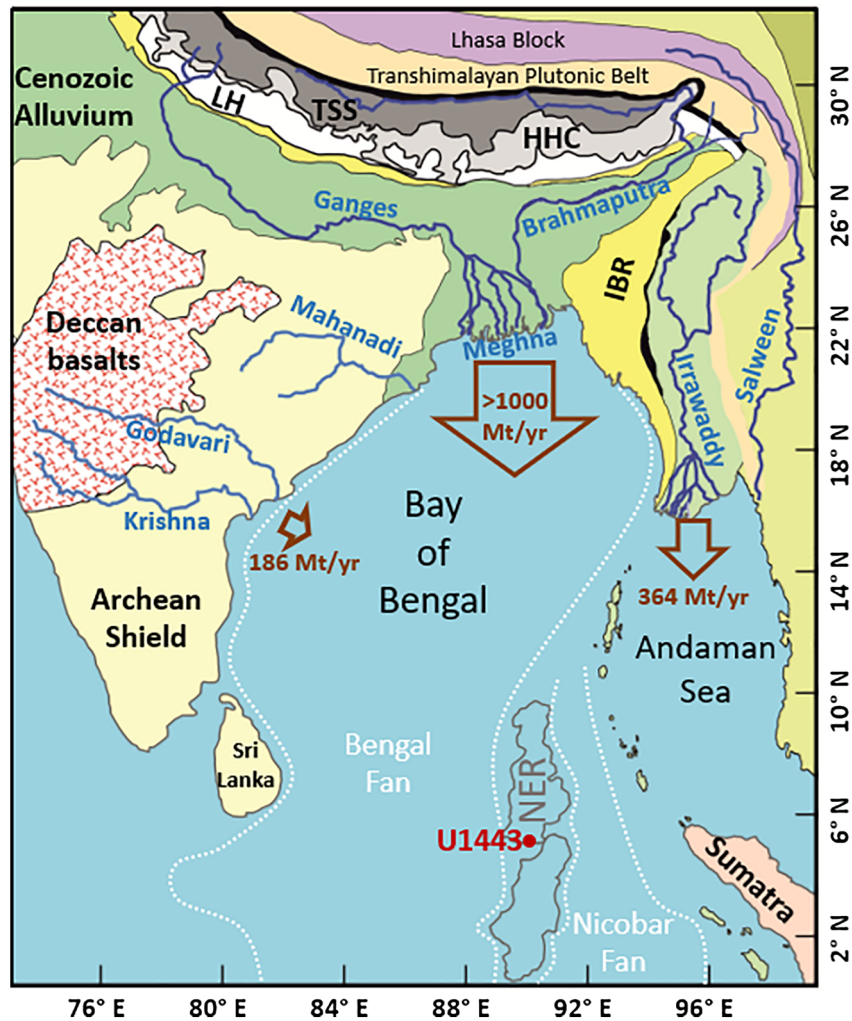 Lhasa Block
Transhimalayan Plutonic Belt
Cenozoic
Alluvium
LH
TSS
HHC
30° N
Ganges
Brahmaputra
26° N
IBR
Deccan
basalts
Mahanadi
Meghna
22° N
Salween
Irrawaddy
>1000
Mt/yr
Godavari
18° N
Krishna
Bay
of
Bengal
186 Mt/yr
364 Mt/yr
14° N
Archean
Shield
Andaman
Sea
10° N
Sri
Lanka
Bengal
Fan
NER
6° N
U1443
Sumatra
Nicobar
Fan
2° N
76° E
80° E
84° E
88° E
92° E
96° E